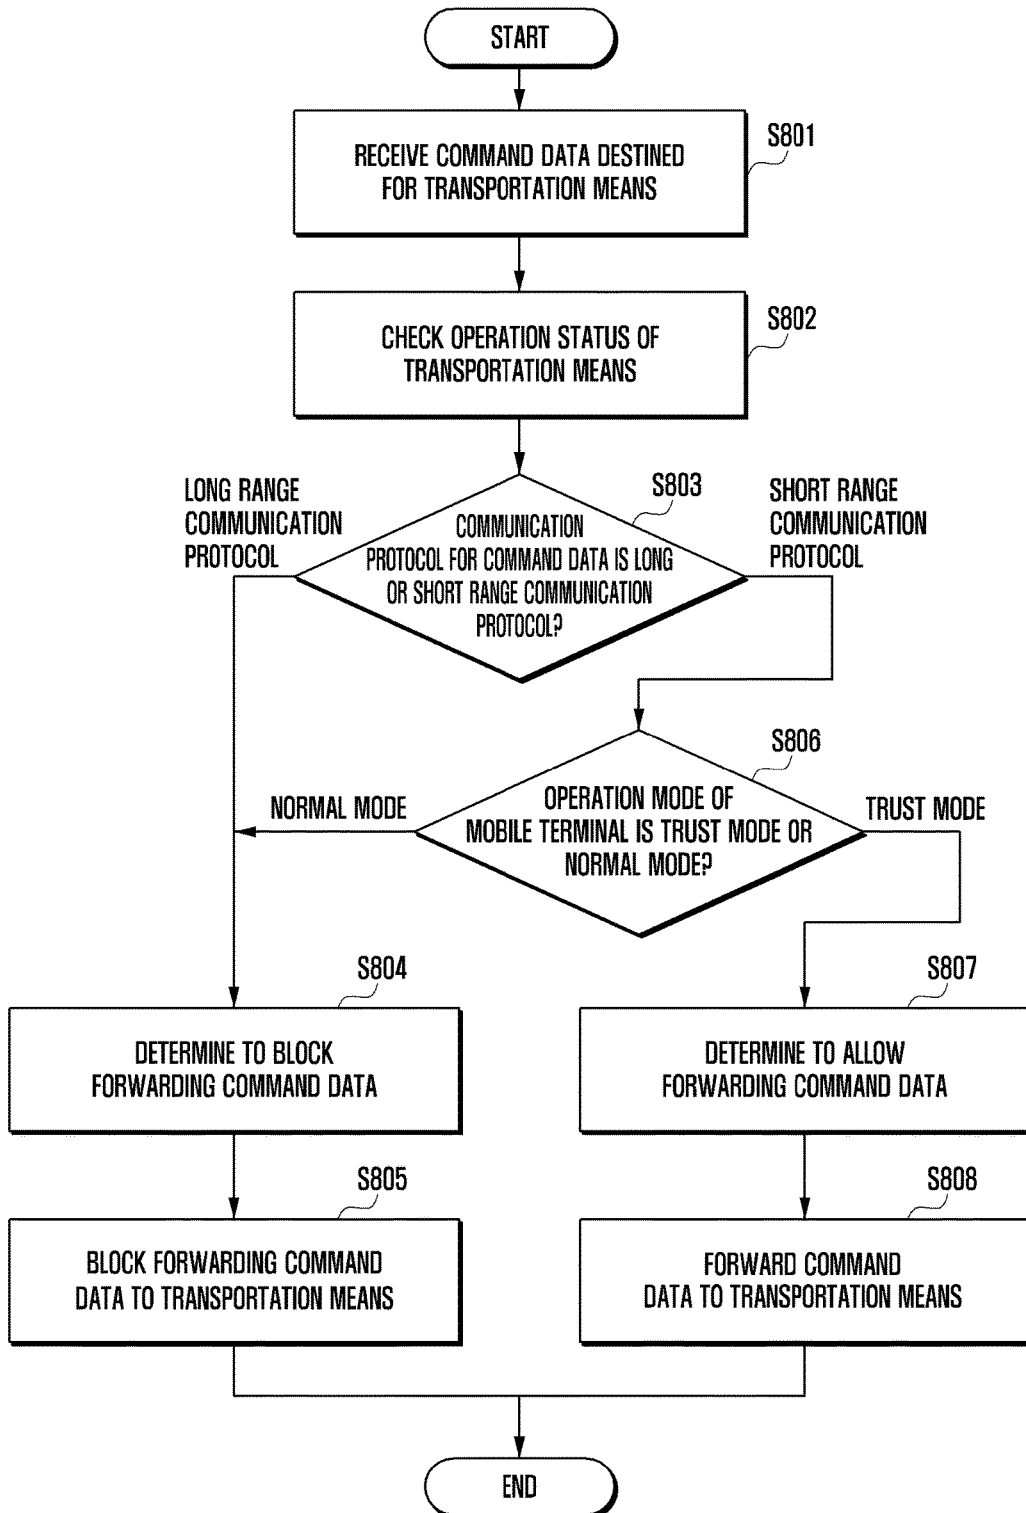 START
S801
RECEIVE COMMAND DATA DESTINED
FOR TRANSPORTATION MEANS
S802
CHECK OPERATION STATUS OF
TRANSPORTATION MEANS
LONG RANGE
COMMUNICATION
PROTOCOL
S803
COMMUNICATION
PROTOCOL FOR COMMAND DATA IS LONG
OR SHORT RANGE COMMUNICATION
PROTOCOL?
SHORT RANGE
COMMUNICATION
PROTOCOL
S806
NORMAL MODE
OPERATION MODE OF
MOBILE TERMINAL IS TRUST MODE OR
NORMAL MODE?
TRUST MODE
S804
DETERMINE TO BLOCK
FORWARDING COMMAND DATA
S807
DETERMINE TO ALLOW
FORWARDING COMMAND DATA
S805
BLOCK FORWARDING COMMAND
DATA TO TRANSPORTATION MEANS
S808
FORWARD COMMAND
DATA TO TRANSPORTATION MEANS
END